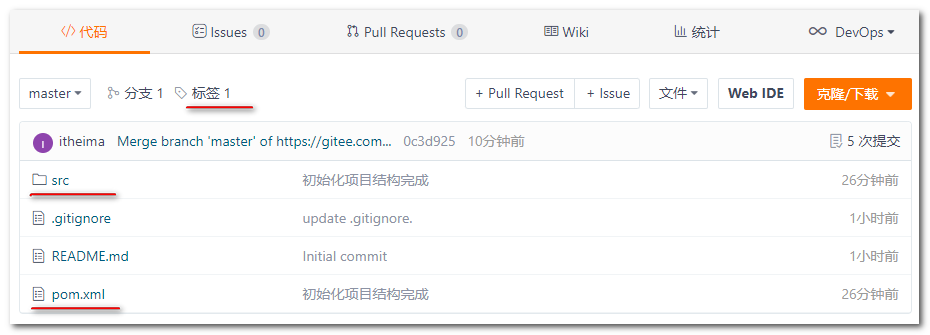 代码 Issues 0 Pull Requests 0 Wiki 统计 DevOps
master 分支 1 标签 1 + Pull Request + Issue 文件 Web IDE 克隆/下载
I itheima Merge branch 'master' of https://gitee.com... 0c3d925 10分钟前 5 次提交
src 初始化项目结构完成 26分钟前
.gitignore update .gitignore. 1小时前
README.md Initial commit 1小时前
pom.xml 初始化项目结构完成 26分钟前